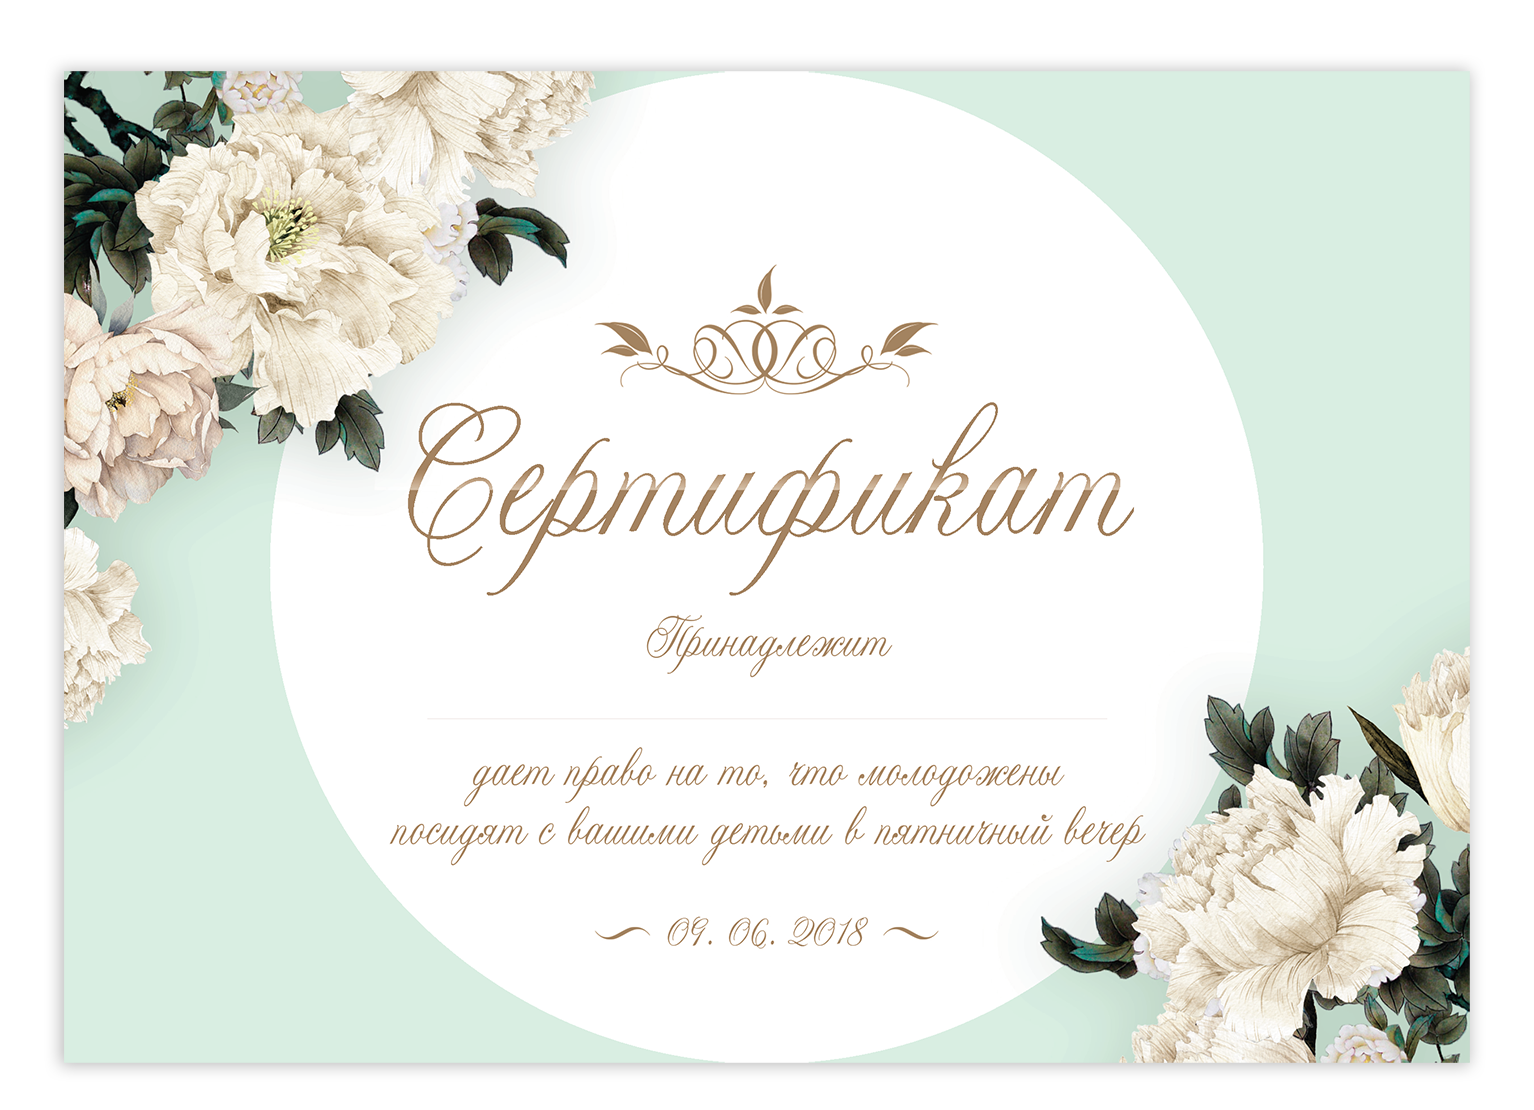 Сертификат
Принадлежит
дает право на то, что молодожены
посидят с вашими детьми в пятничный вечер
09. 06. 2018